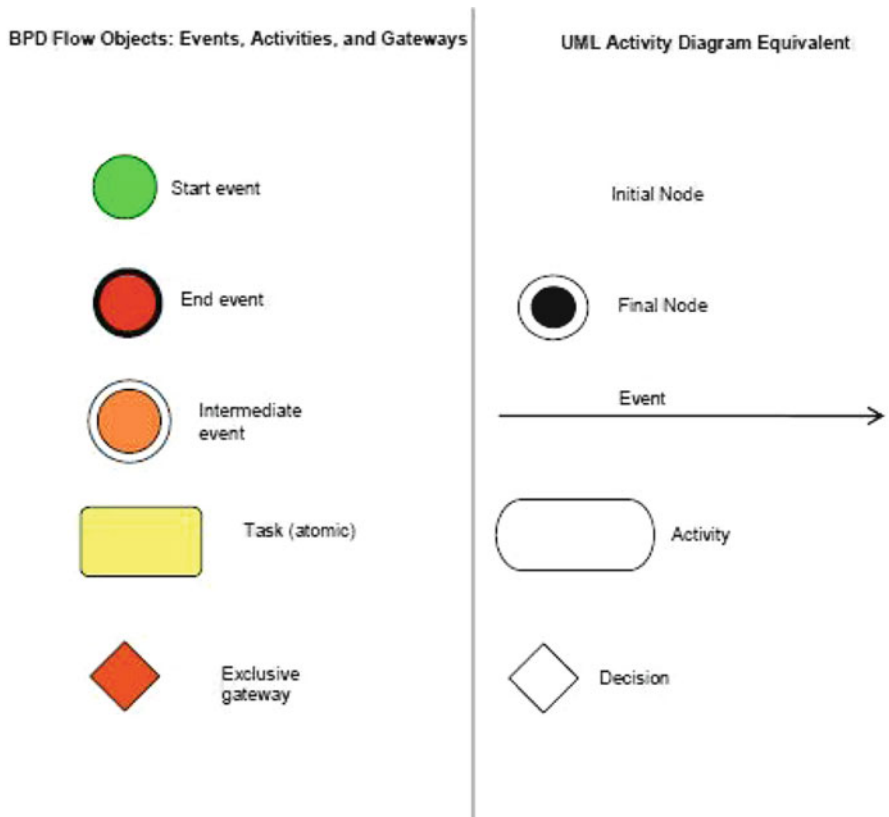 BPD Flow Objects: Events, Activities, and Gateways
UML Activity Diagram Equivalent
Start event
Initial Node
End event
Final Node
Intermediate
event
Event
Task (atomic)
Activity
Exclusive
gateway
Decision